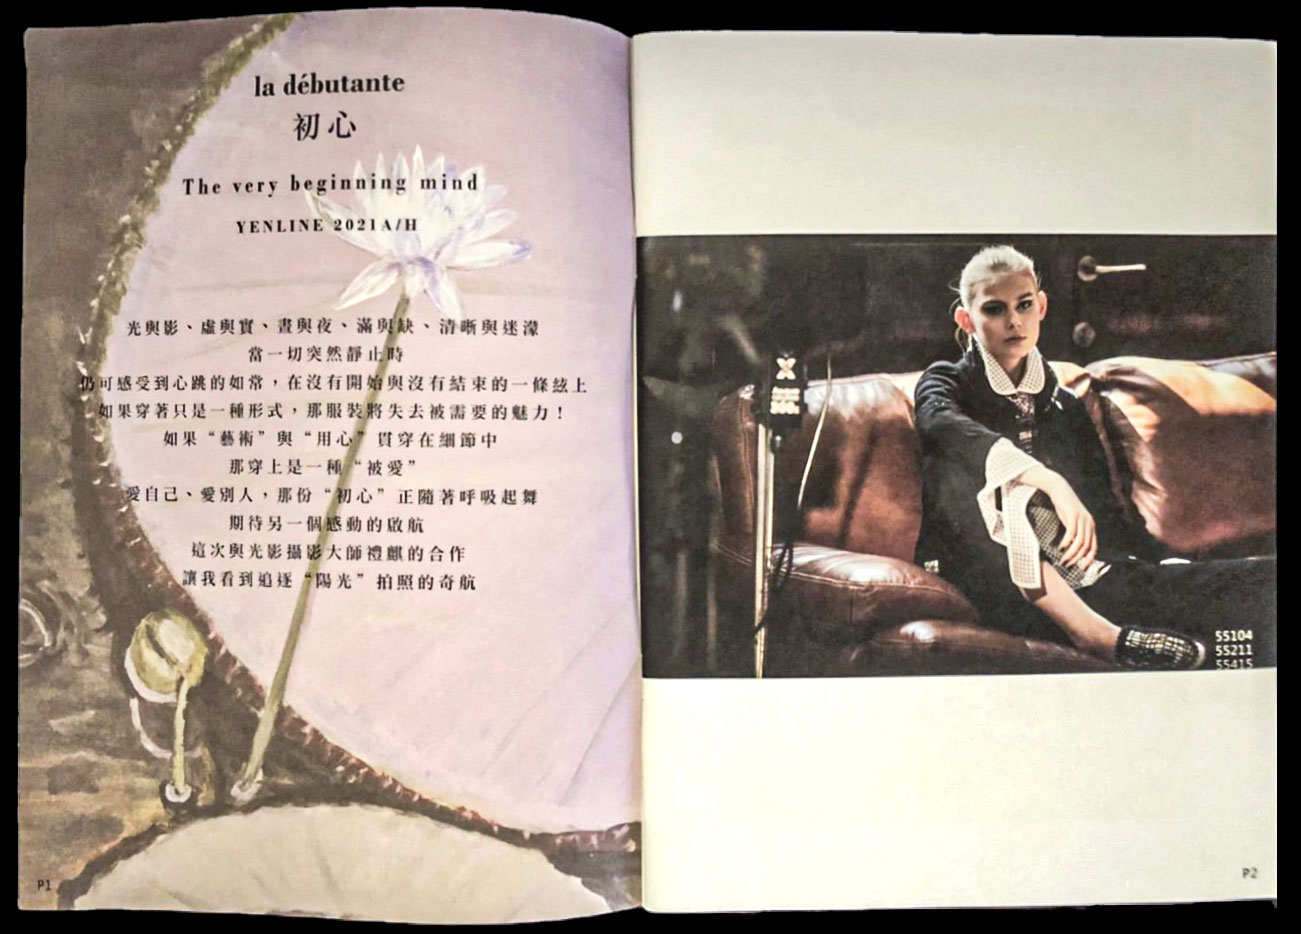 la débutante
初心
The very beginning mind
YENLINE 2021A/H
光與影、虛與實、晝與夜、滿與缺、清晰與迷濛
當一切突然靜止時
仍可感受到心跳的如常，在沒有開始與沒有結束的一條絃上
如果穿著只是一種形式，那服裝將失去被需要的魅力！
如果“藝術”與“用心”貫穿在細節中
那穿上是一種“被愛”
愛自己、愛別人，那份“初心”正隨著呼吸起舞
期待另一個感動的啟航
這次與光影攝影大師禮麒的合作
讓我看到追逐“陽光”拍照的奇航
P1
X
55104
55211
55415
P2